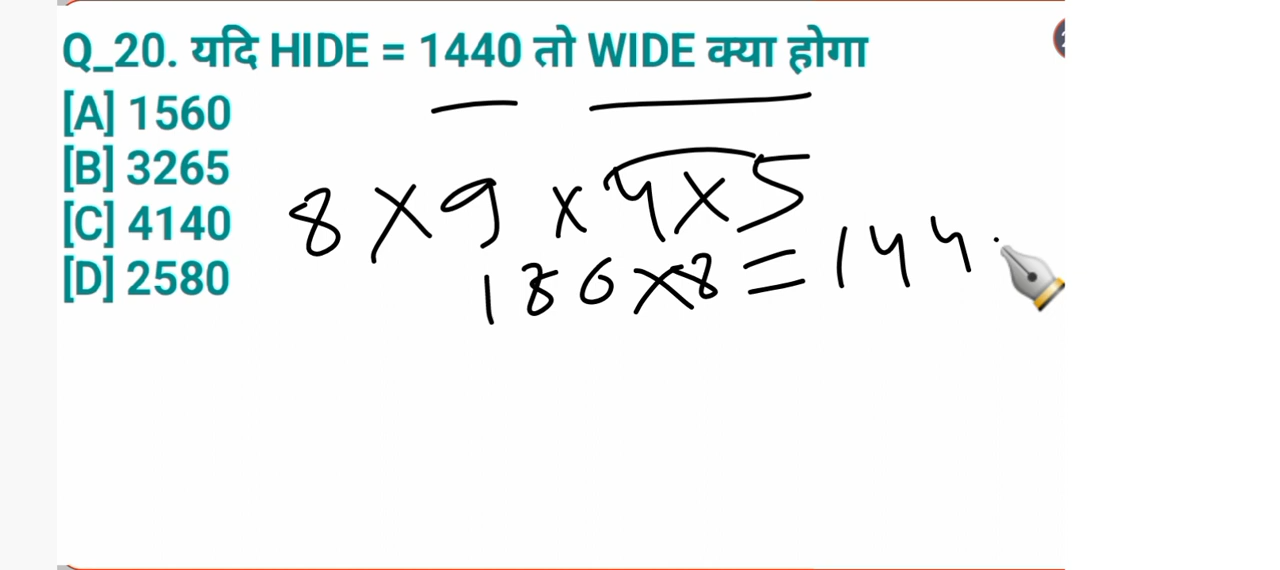 Q_20. यदि HIDE = 1440 तो WIDE क्या होगा
[A] 1560
[B] 3265
[C] 4140
[D] 2580
8 × 9 × 4 × 5
180 × 8 = 144